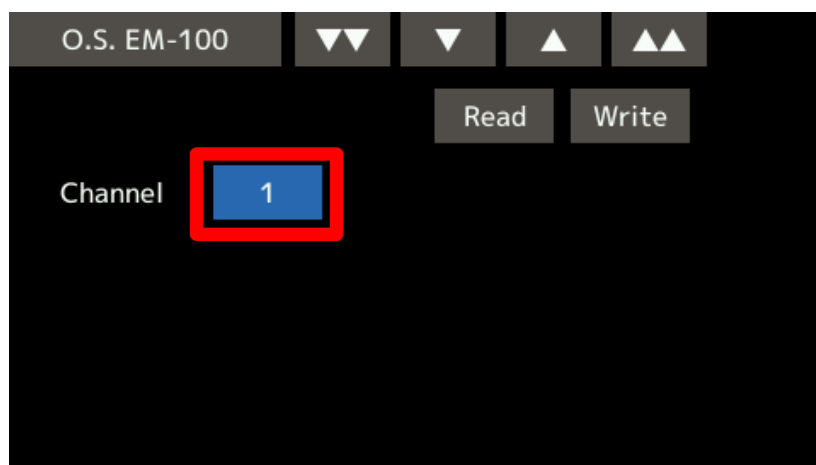 O.S. EM-100 ▼▼ ▼ ▲ ▲▲
Read Write
Channel 1